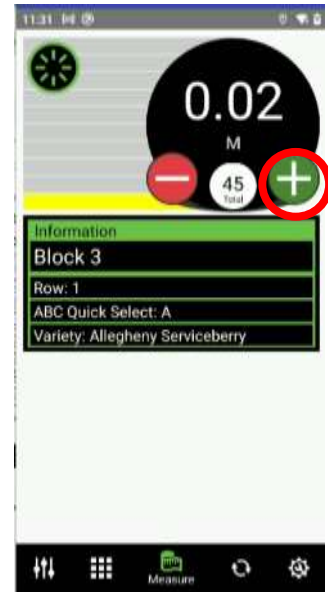 11:31
0.02
M
45
Total
Information
Block 3
Row: 1
ABC Quick Select: A
Variety: Allegheny Serviceberry
Measure